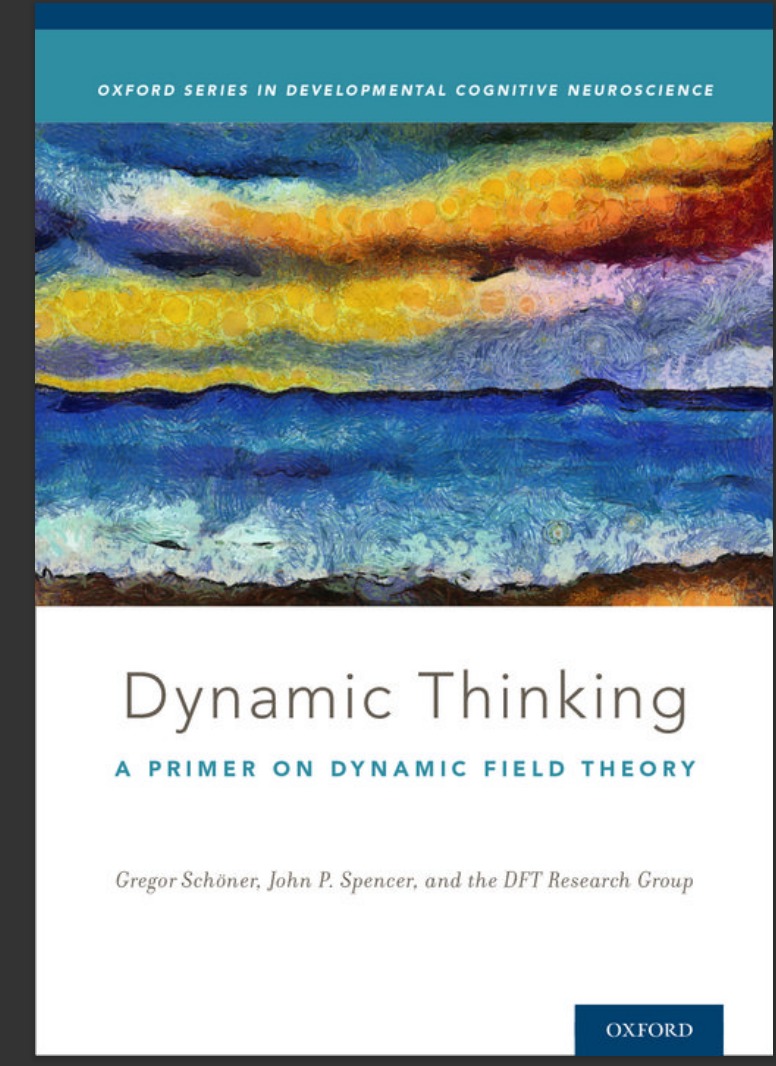 OXFORD SERIES IN DEVELOPMENTAL COGNITIVE NEUROSCIENCE
Dynamic Thinking
A PRIMER ON DYNAMIC FIELD THEORY
Gregor Schöner, John P. Spencer, and the DFT Research Group
OXFORD